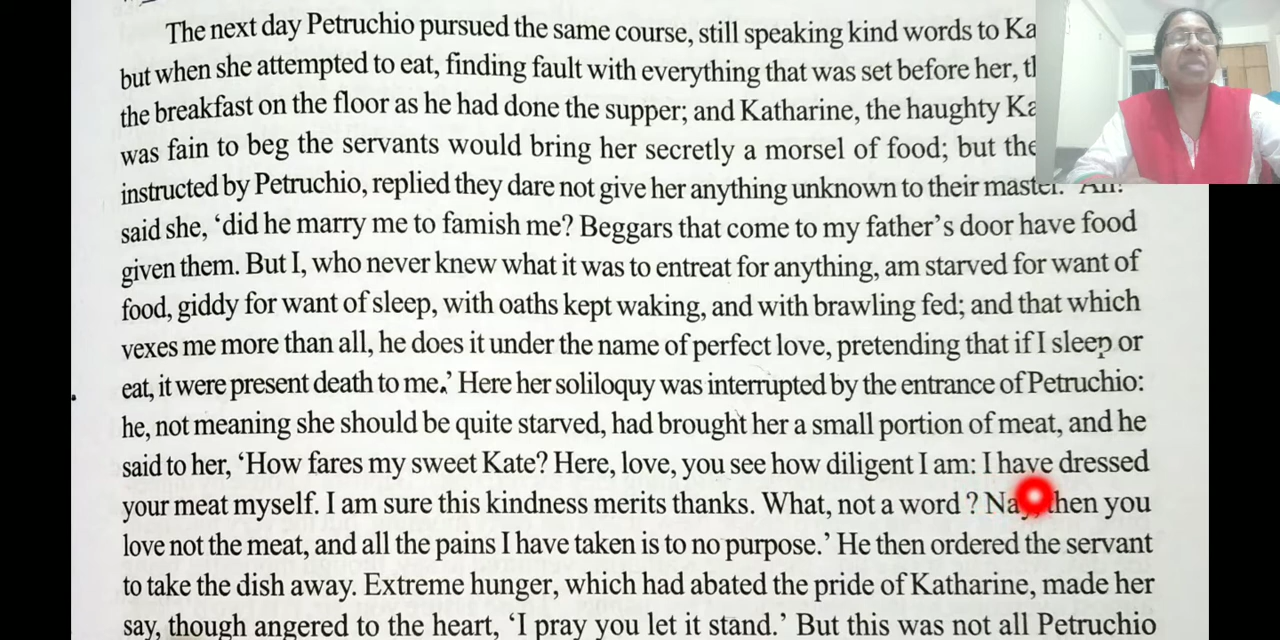 The next day Petruchio pursued the same course, still speaking kind words to Ka
but when she attempted to eat, finding fault with everything that was set before her, t
the breakfast on the floor as he had done the supper; and Katharine, the haughty Ka
was fain to beg the servants would bring her secretly a morsel of food; but the
instructed by Petruchio, replied they dare not give her anything unknown to their master. 'Ah!'
said she, 'did he marry me to famish me? Beggars that come to my father's door have food
given them. But I, who never knew what it was to entreat for anything, am starved for want of
food, giddy for want of sleep, with oaths kept waking, and with brawling fed; and that which
vexes me more than all, he does it under the name of perfect love, pretending that if I sleep or
eat, it were present death to me.' Here her soliloquy was interrupted by the entrance of Petruchio:
he, not meaning she should be quite starved, had brought her a small portion of meat, and he
said to her, 'How fares my sweet Kate? Here, love, you see how diligent I am: I have dressed
your meat myself. I am sure this kindness merits thanks. What, not a word ? Nay, then you
love not the meat, and all the pains I have taken is to no purpose.' He then ordered the servant
to take the dish away. Extreme hunger, which had abated the pride of Katharine, made her
say, though angered to the heart, 'I pray you let it stand.' But this was not all Petruchio